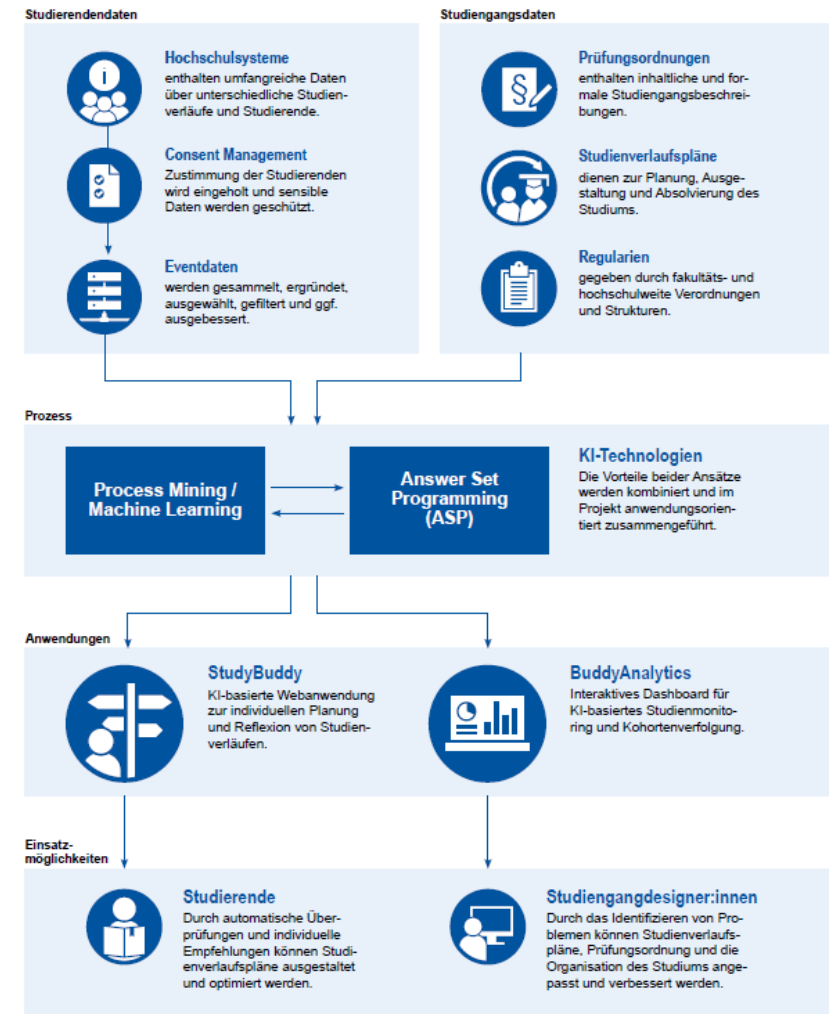 Studierendendaten
Hochschulsysteme
enthalten umfangreiche Daten
über unterschiedliche Studien-
verläufe und Studierende.
Consent Management
Zustimmung der Studierenden
wird eingeholt und sensible
Daten werden geschützt.
Eventdaten
werden gesammelt, ergründet,
ausgewählt, gefiltert und ggf.
ausgebessert.
Studiengangsdaten
Prüfungsordnungen
enthalten inhaltliche und for-
male Studiengangsbeschrei-
bungen.
Studienverlaufspläne
dienen zur Planung, Ausge-
staltung und Absolvierung des
Studiums.
Regularien
gegeben durch fakultäts- und
hochschulweite Verordnungen
und Strukturen.
Prozess
Process Mining /
Machine Learning
Answer Set
Programming
(ASP)
KI-Technologien
Die Vorteile beider Ansätze
werden kombiniert und im
Projekt anwendungsorien-
tiert zusammengeführt.
Anwendungen
StudyBuddy
KI-basierte Webanwendung
zur individuellen Planung
und Reflexion von Studien-
verläufen.
BuddyAnalytics
Interaktives Dashboard für
KI-basiertes Studienmonito-
ring und Kohortenverfolgung.
Einsatz-
möglichkeiten
Studierende
Durch automatische Über-
prüfungen und individuelle
Empfehlungen können Studi-
enverlaufspläne ausgestaltet
und optimiert werden.
Studiengangdesigner:innen
Durch das Identifizieren von Pro-
blemen können Studienverlaufs-
pläne, Prüfungsordnung und die
Organisation des Studiums ange-
passt und verbessert werden.